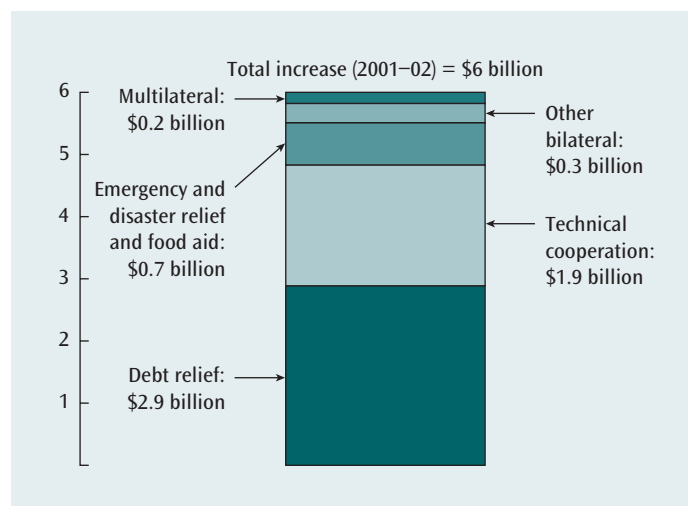 Total increase (2001–02) = $6 billion
6
5
4
3
2
1
Multilateral:
$0.2 billion
Other
bilateral:
$0.3 billion
Emergency and
disaster relief
and food aid:
$0.7 billion
Technical
cooperation:
$1.9 billion
Debt relief:
$2.9 billion